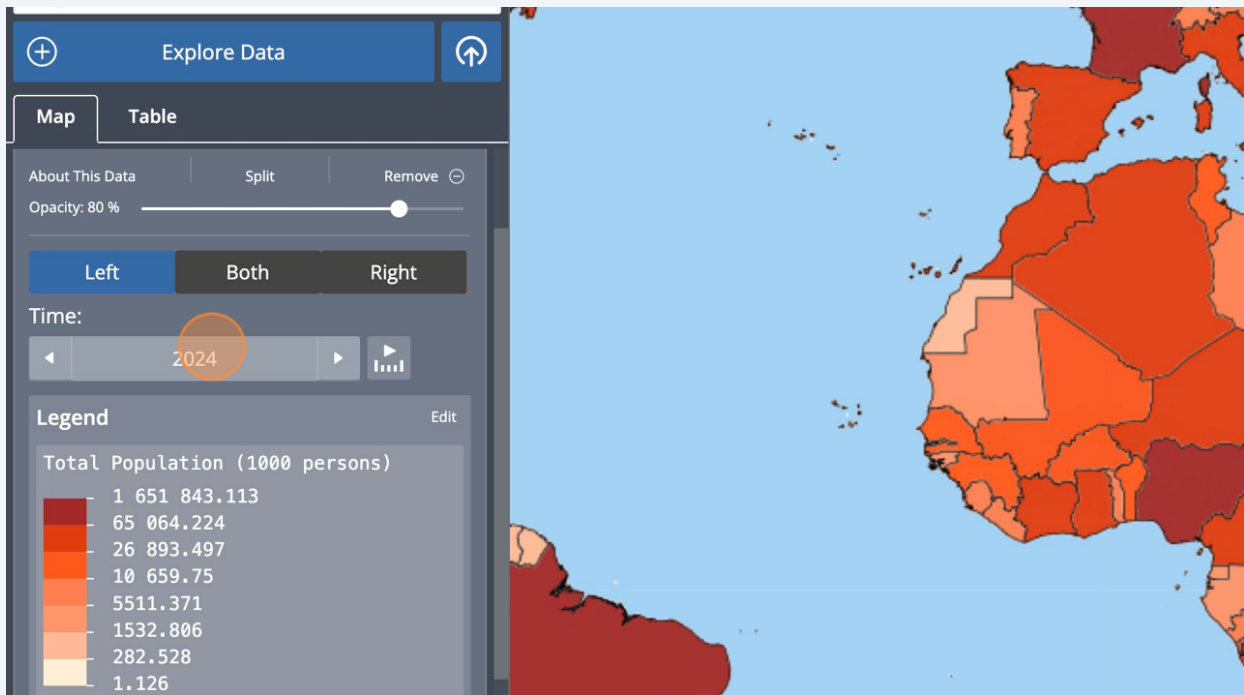 Explore Data
Map Table
About This Data Split Remove
Opacity: 80 %
Left Both Right
Time:
2024
Legend Edit
Total Population (1000 persons)
1 651 843.113
65 064.224
26 893.497
10 659.75
5511.371
1532.806
282.528
1.126